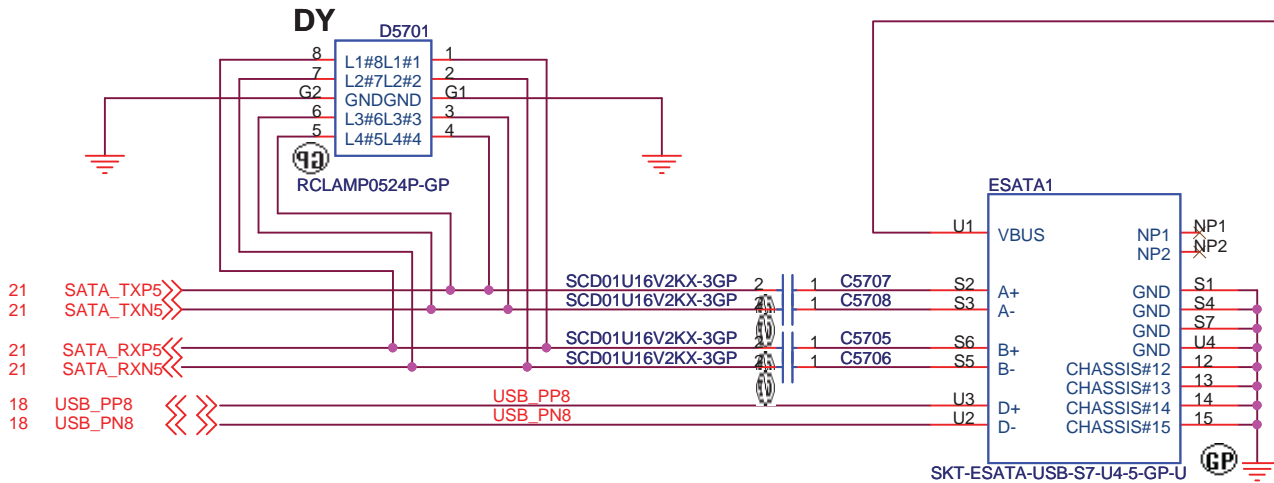 DY
D5701
8 L1#8L1#1 1
7 L2#7L2#2 2
G2 GNDGND G1
6 L3#6L3#3 3
5 L4#5L4#4 4
GP
RCLAMP0524P-GP
ESATA1
U1 VBUS
NP1 NP1
NP2 NP2
21 SATA_TXP5 SCD01U16V2KX-3GP 2 1 C5707 S2 A+ GND S1
21 SATA_TXN5 SCD01U16V2KX-3GP 2 1 C5708 S3 A- GND S4
GND S7
21 SATA_RXP5 SCD01U16V2KX-3GP 2 1 C5705 S6 B+ GND U4
21 SATA_RXN5 SCD01U16V2KX-3GP 2 1 C5706 S5 B- CHASSIS#12 12
CHASSIS#13 13
18 USB_PP8 USB_PP8 U3 D+ CHASSIS#14 14
18 USB_PN8 USB_PN8 U2 D- CHASSIS#15 15
GP
SKT-ESATA-USB-S7-U4-5-GP-U